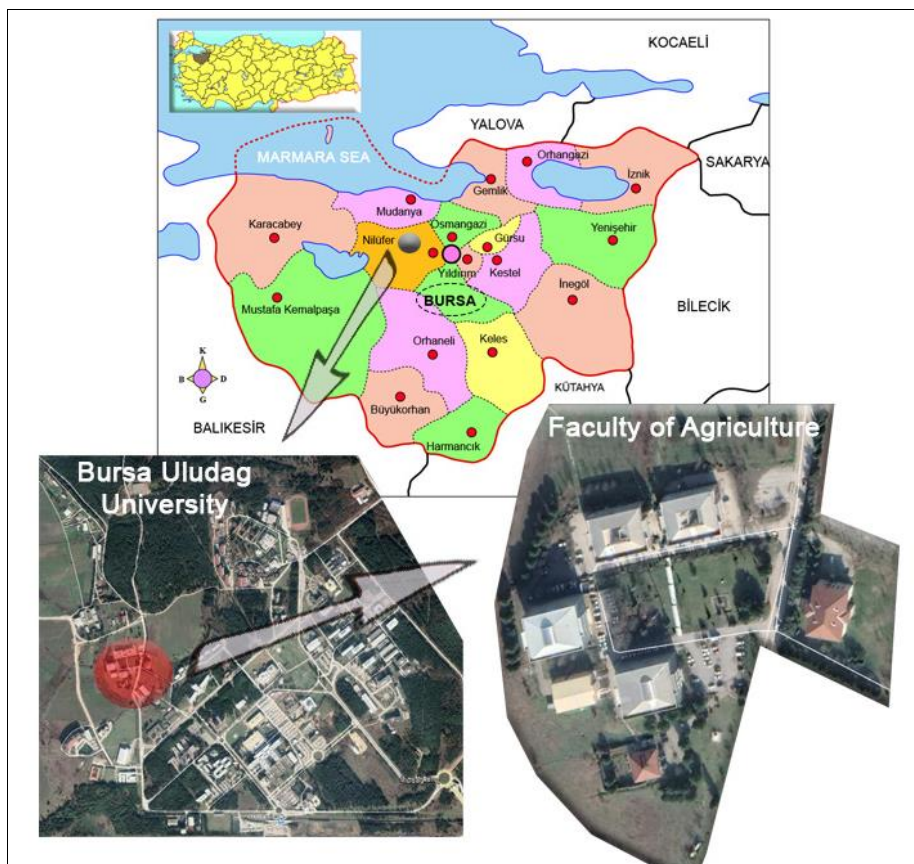 KOCAELİ
YALOVA
MARMARA SEA
Orhangazi
SAKARYA
Gemlik
İznik
Mudanya
Karacabey
Osmangazi
Nilüfer
Gürsu
Yenişehir
Yıldırım
Kestel
BURSA
İnegöl
Mustafa Kemalpaşa
BİLECİK
Orhaneli
Keles
K
B
D
G
KÜTAHYA
Büyükorhan
BALIKESİR
Harmancık
Faculty of Agriculture
Bursa Uludag
University